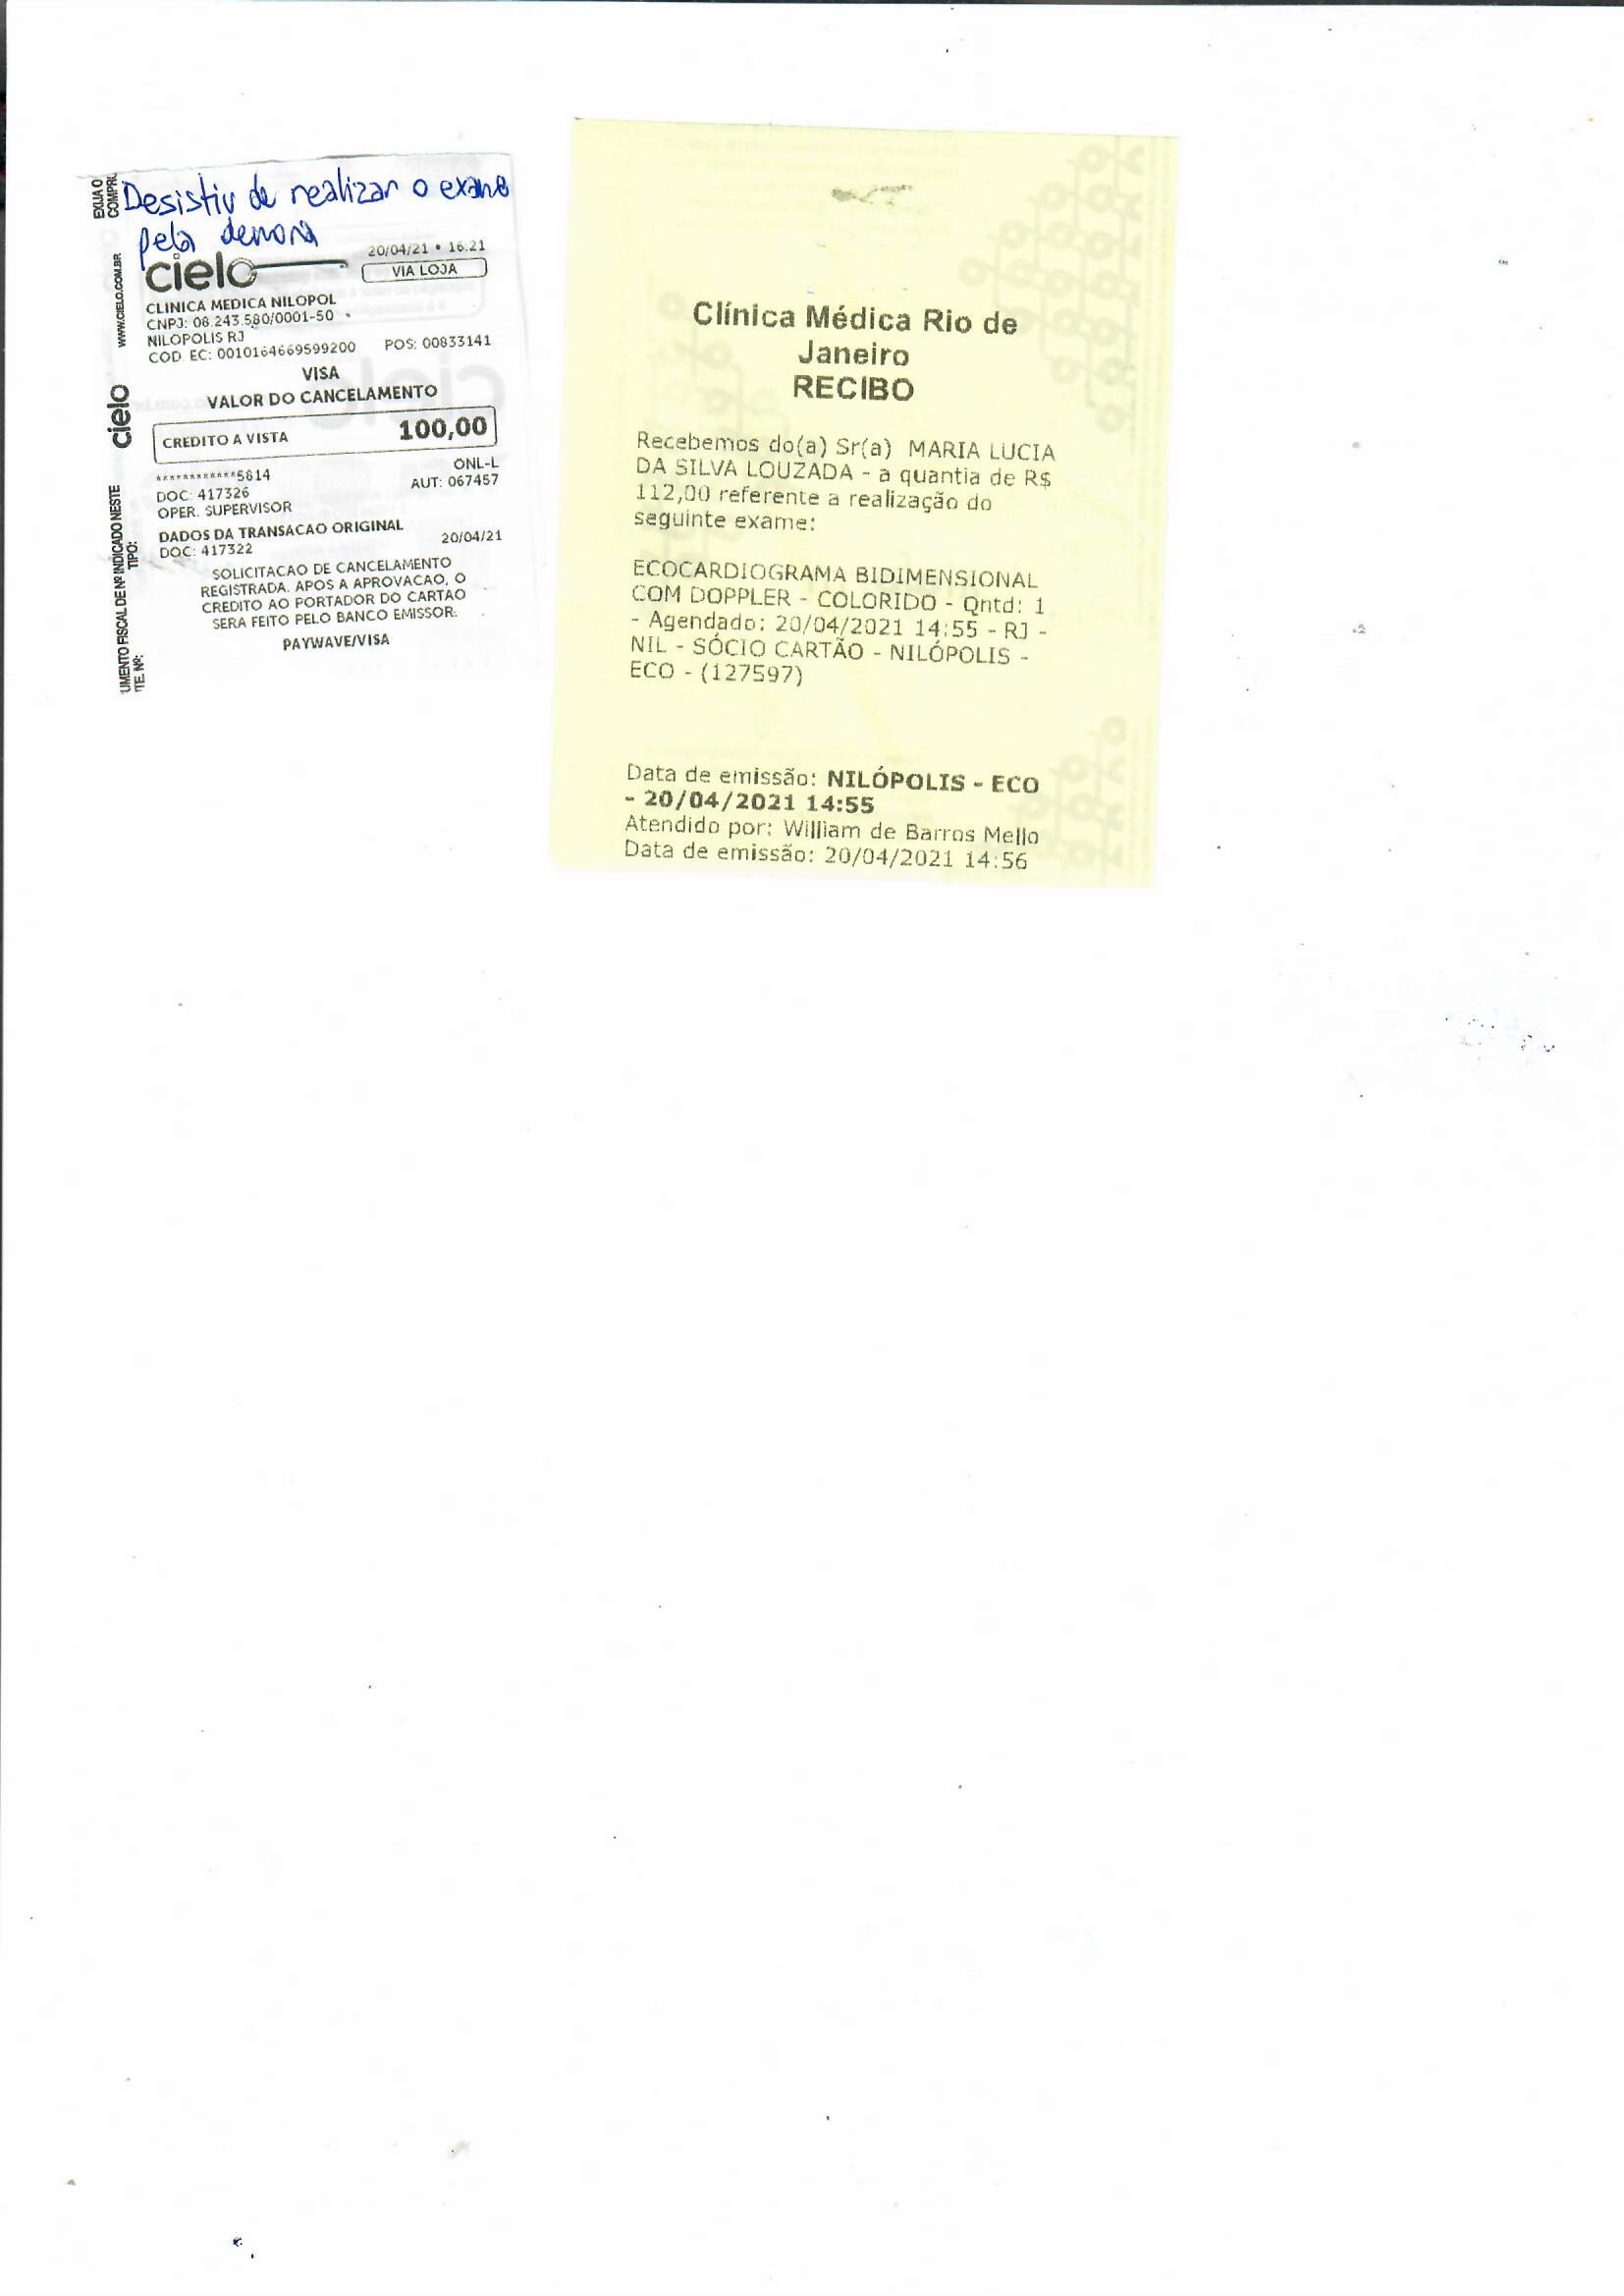 Desistiu de realizar o exame
pela demora
cielo
20/04/21 • 16.21
VIA LOJA
CLINICA MEDICA NILOPOL
CNPJ: 08.243.580/0001-50
NILOPOLIS RJ
COD EC: 0010164669599200 POS: 00833141
VISA
VALOR DO CANCELAMENTO
CREDITO A VISTA 100,00
************5814 ONL-L
DOC: 417326 AUT: 067457
OPER. SUPERVISOR
DADOS DA TRANSACAO ORIGINAL
DOC: 417322 20/04/21
SOLICITACAO DE CANCELAMENTO
REGISTRADA. APOS A APROVACAO, O
CREDITO AO PORTADOR DO CARTAO
SERA FEITO PELO BANCO EMISSOR.
PAYWAVE/VISA
EXIJA O
WWW.CIELO.COM.BR
cielo
UMENTO FISCAL DE Nº INDICADO NESTE
TIPO:
TE. Nº:
Clínica Médica Rio de
Janeiro
RECIBO
Recebemos do(a) Sr(a) MARIA LUCIA
DA SILVA LOUZADA - a quantia de R$
112,00 referente a realização do
seguinte exame:
ECOCARDIOGRAMA BIDIMENSIONAL
COM DOPPLER - COLORIDO - Qntd: 1
- Agendado: 20/04/2021 14:55 - RJ -
NIL - SÓCIO CARTÃO - NILÓPOLIS -
ECO - (127597)
Data de emissão: NILÓPOLIS - ECO
- 20/04/2021 14:55
Atendido por: William de Barros Mello
Data de emissão: 20/04/2021 14:56